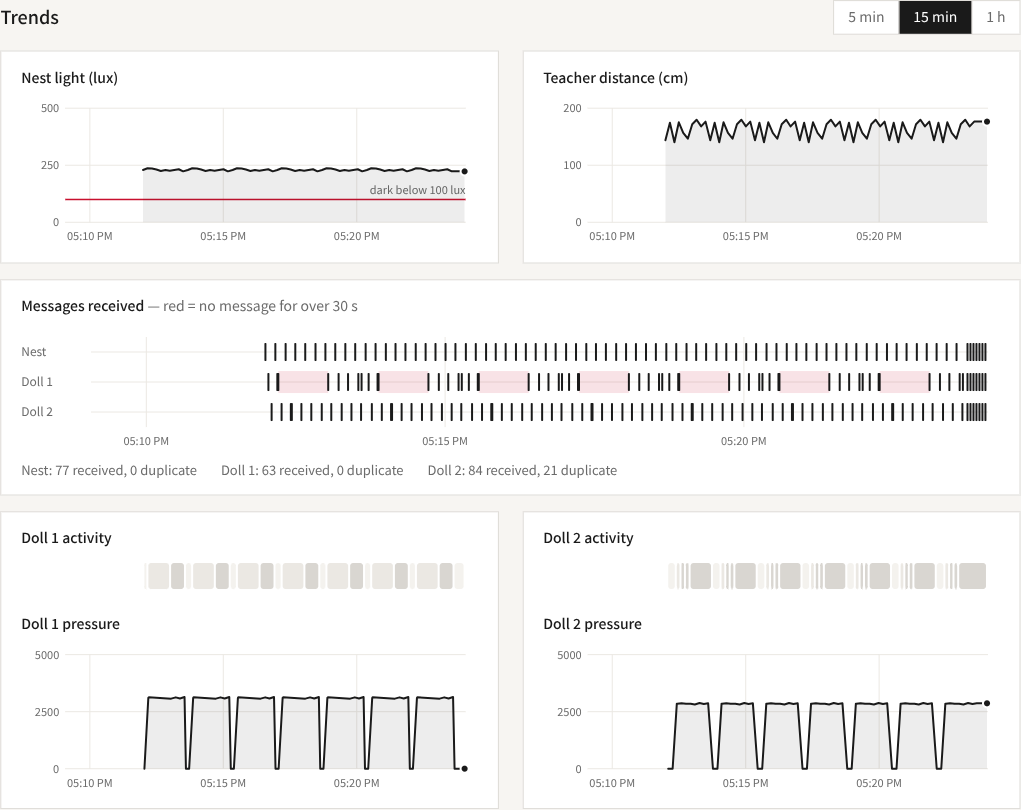 Trends
5 min 15 min 1 h
Nest light (lux)
500
250
dark below 100 lux
0
05:10 PM 05:15 PM 05:20 PM
Teacher distance (cm)
200
100
0
05:10 PM 05:15 PM 05:20 PM
Messages received — red = no message for over 30 s
Nest
Doll 1
Doll 2
05:10 PM 05:15 PM 05:20 PM
Nest: 77 received, 0 duplicate Doll 1: 63 received, 0 duplicate Doll 2: 84 received, 21 duplicate
Doll 1 activity
Doll 1 pressure
5000
2500
0
05:10 PM 05:15 PM 05:20 PM
Doll 2 activity
Doll 2 pressure
5000
2500
0
05:10 PM 05:15 PM 05:20 PM